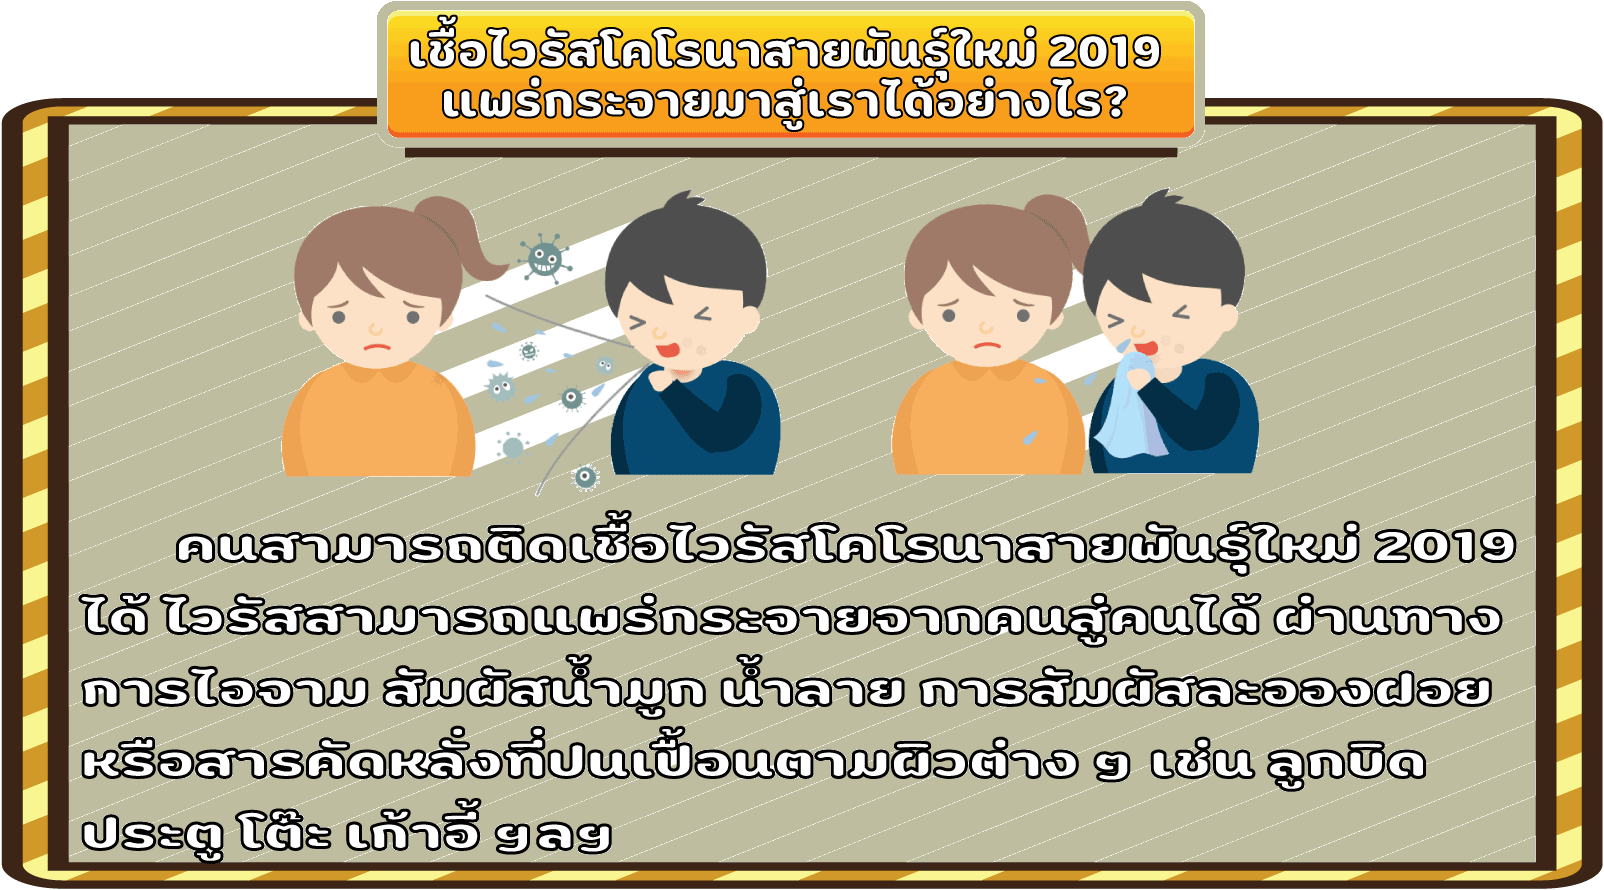 เชื้อไวรัสโคโรนาสายพันธุ์ใหม่ 2019
แพร่กระจายมาสู่เราได้อย่างไร?
คนสามารถติดเชื้อไวรัสโคโรนาสายพันธุ์ใหม่ 2019
ได้ ไวรัสสามารถแพร่กระจายจากคนสู่คนได้ ผ่านทาง
การไอจาม สัมผัสน้ำมูก น้ำลาย การสัมผัสละอองฝอย
หรือสารคัดหลั่งที่ปนเปื้อนตามผิวต่าง ๆ เช่น ลูกบิด
ประตู โต๊ะ เก้าอี้ ฯลฯ